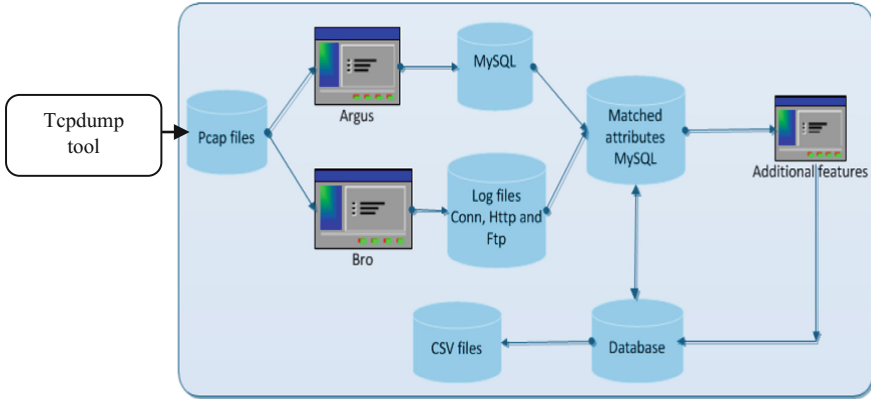 Tcpdump
tool
Pcap files
Argus
MySQL
Bro
Log files
Conn, Http and
Ftp
Matched
attributes
MySQL
Additional features
CSV files
Database